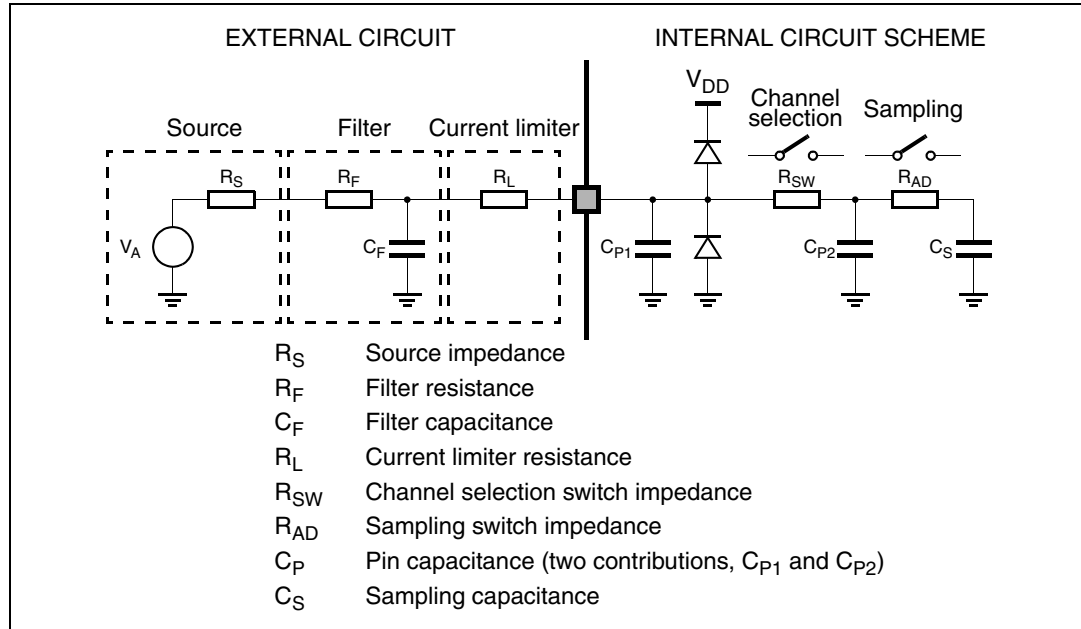 EXTERNAL CIRCUIT
INTERNAL CIRCUIT SCHEME
VDD
Channel
selection
Sampling
Source
Filter
Current limiter
RS
RF
RL
RSW
RAD
VA
CF
CP1
CP2
CS
RS Source impedance
RF Filter resistance
CF Filter capacitance
RL Current limiter resistance
RSW Channel selection switch impedance
RAD Sampling switch impedance
CP Pin capacitance (two contributions, CP1 and CP2)
CS Sampling capacitance